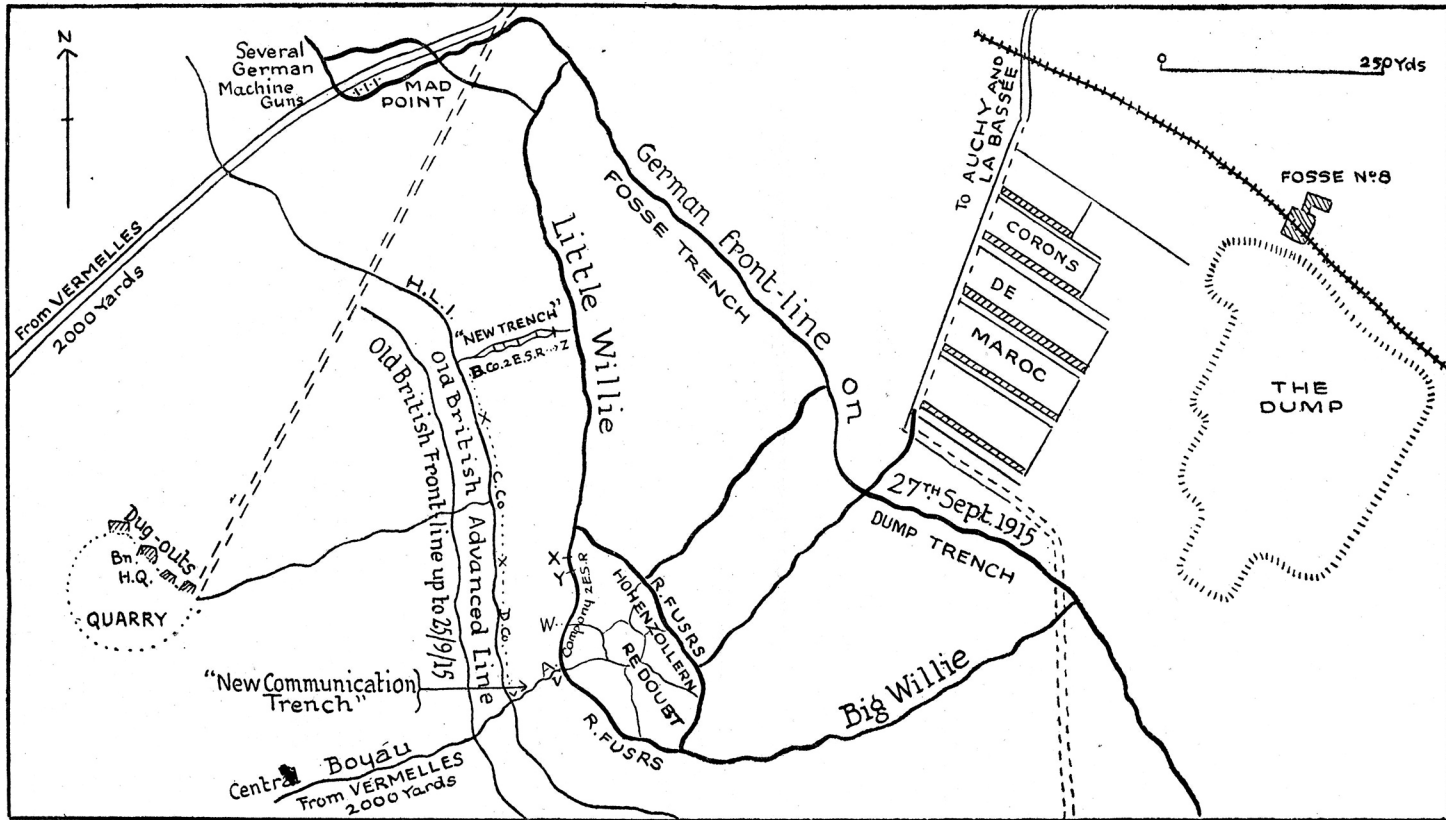 N
Several
German
Machine
Guns
MAD
POINT
250 Yds
To AUCHY AND
LA BASSÉE
FOSSE Nº8
German front-line on
27TH Sept. 1915
FOSSE TRENCH
CORONS
DE
MAROC
THE
DUMP
From VERMELLES
2000 Yards
H.L.I.
Little Willie
"NEW TRENCH"
B.Co. 2 E.S.R. Z
Old British Advanced Line
Old British Front-line up to 25/9/15
X
C.Co.
X
D.Co.
Dug-outs
Bn.
H.Q.
QUARRY
DUMP TRENCH
X
Y
W
A
V
Company 2 E.S.R
R. FUSRS
HOHENZOLLERN
REDOUBT
R. FUSRS
Big Willie
"New Communication
Trench"
Central Boyau
From VERMELLES
2000 Yards